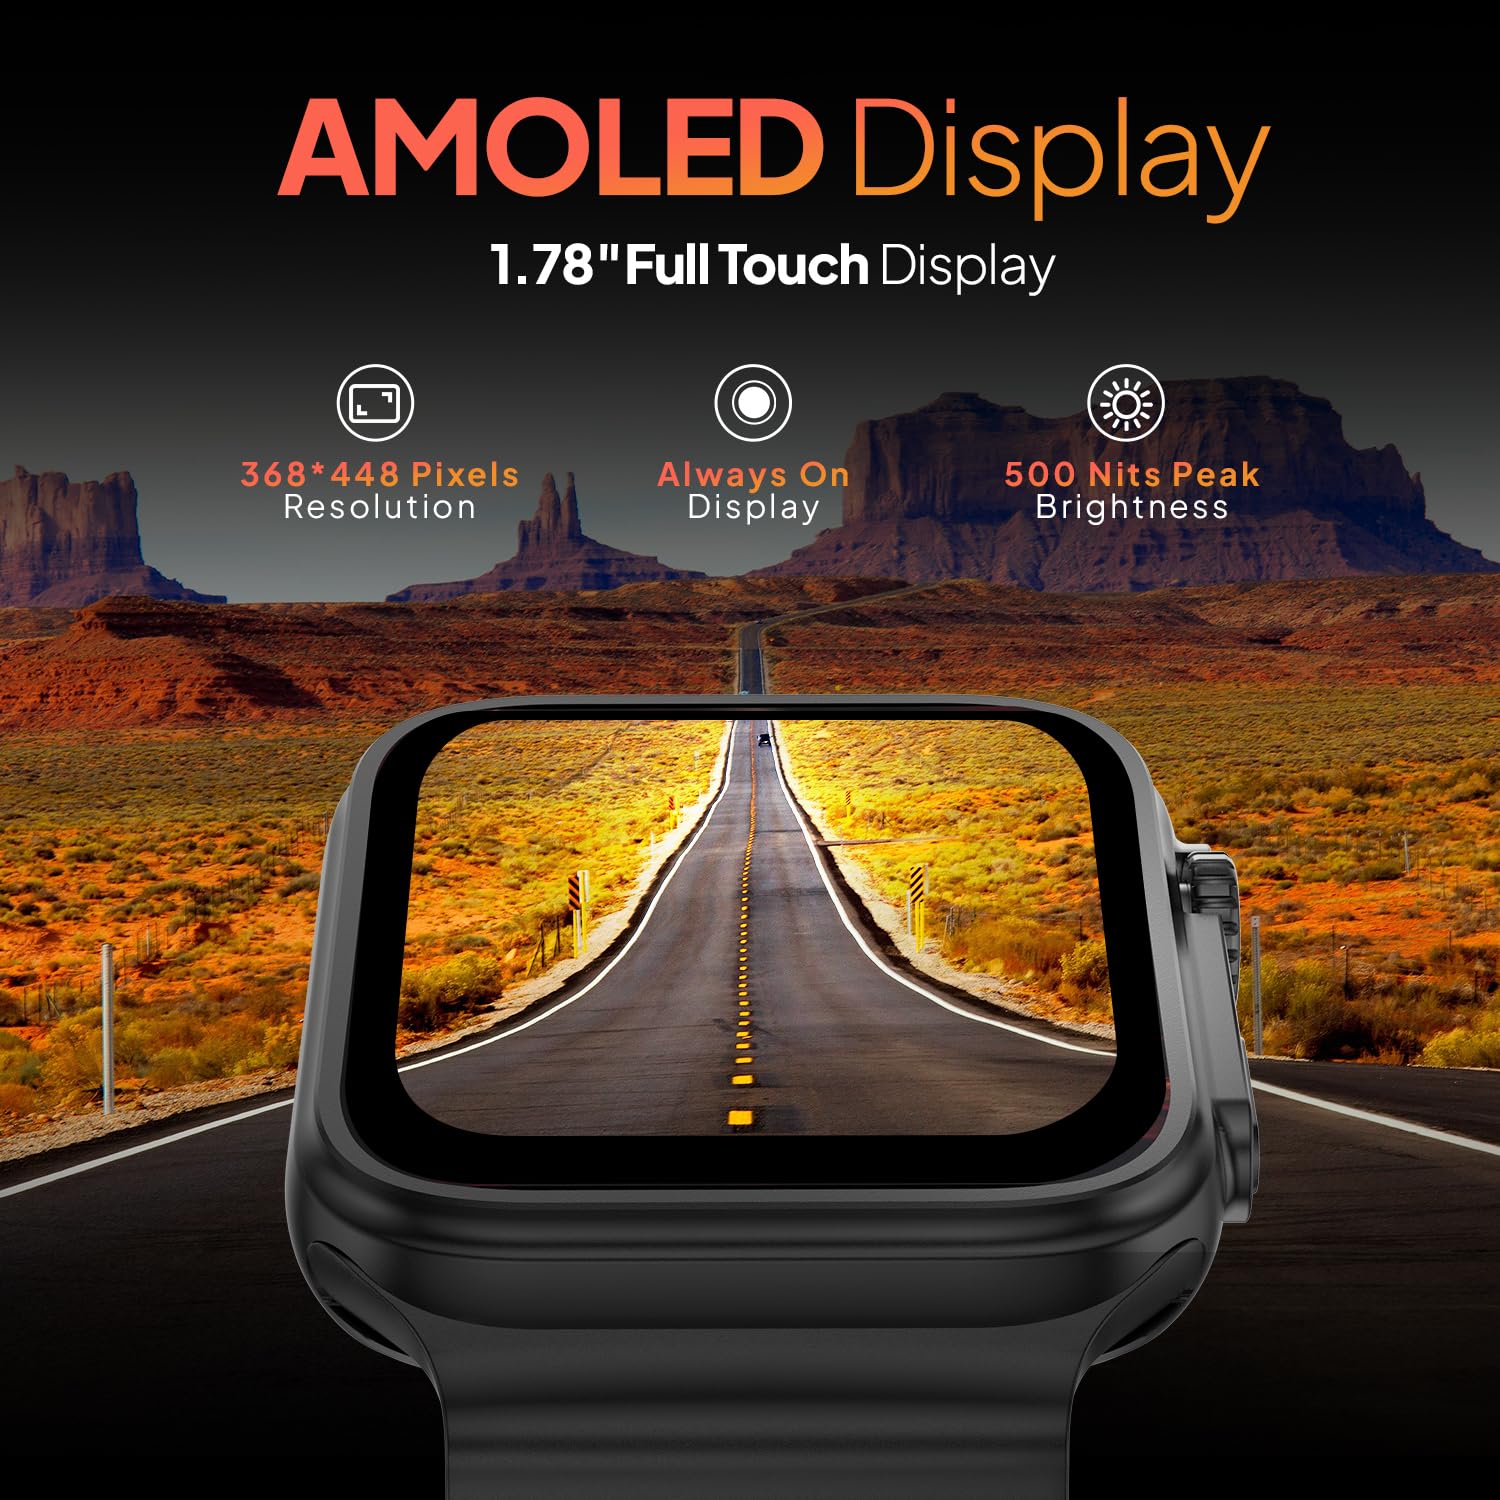 AMOLED Display
1.78" Full Touch Display
368*448 Pixels
Resolution
Always On
Display
500 Nits Peak
Brightness